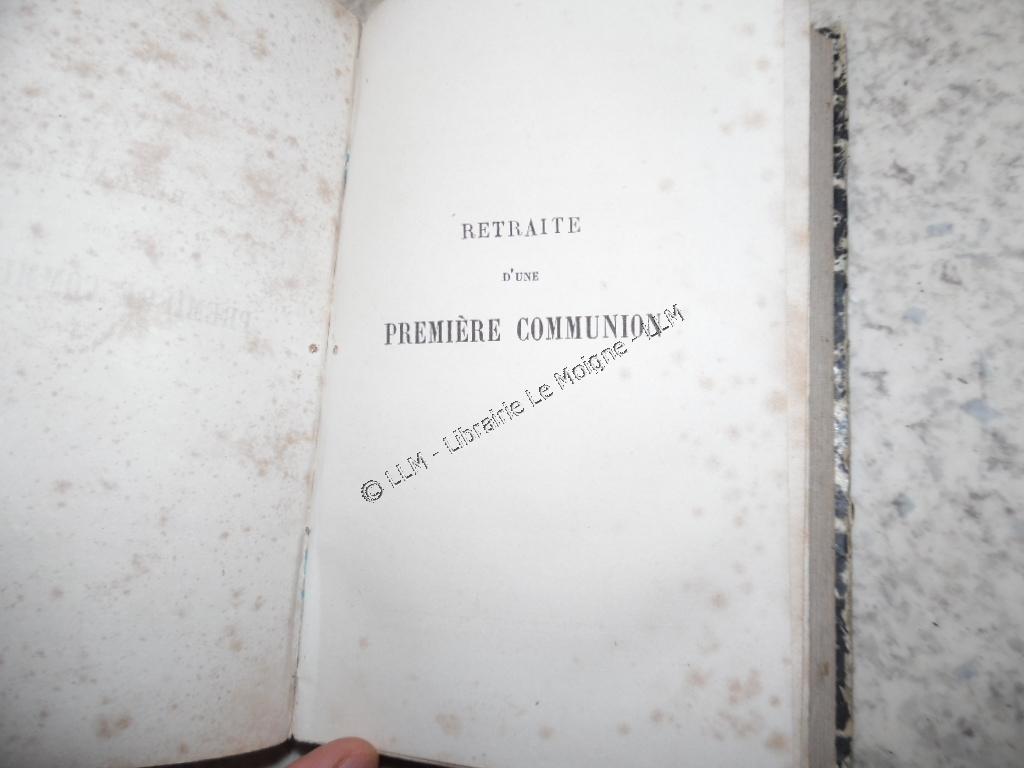 RETRAITE
D'UNE
PREMIÈRE COMMUNION
© LLM - Librairie Le Moigne - LLM